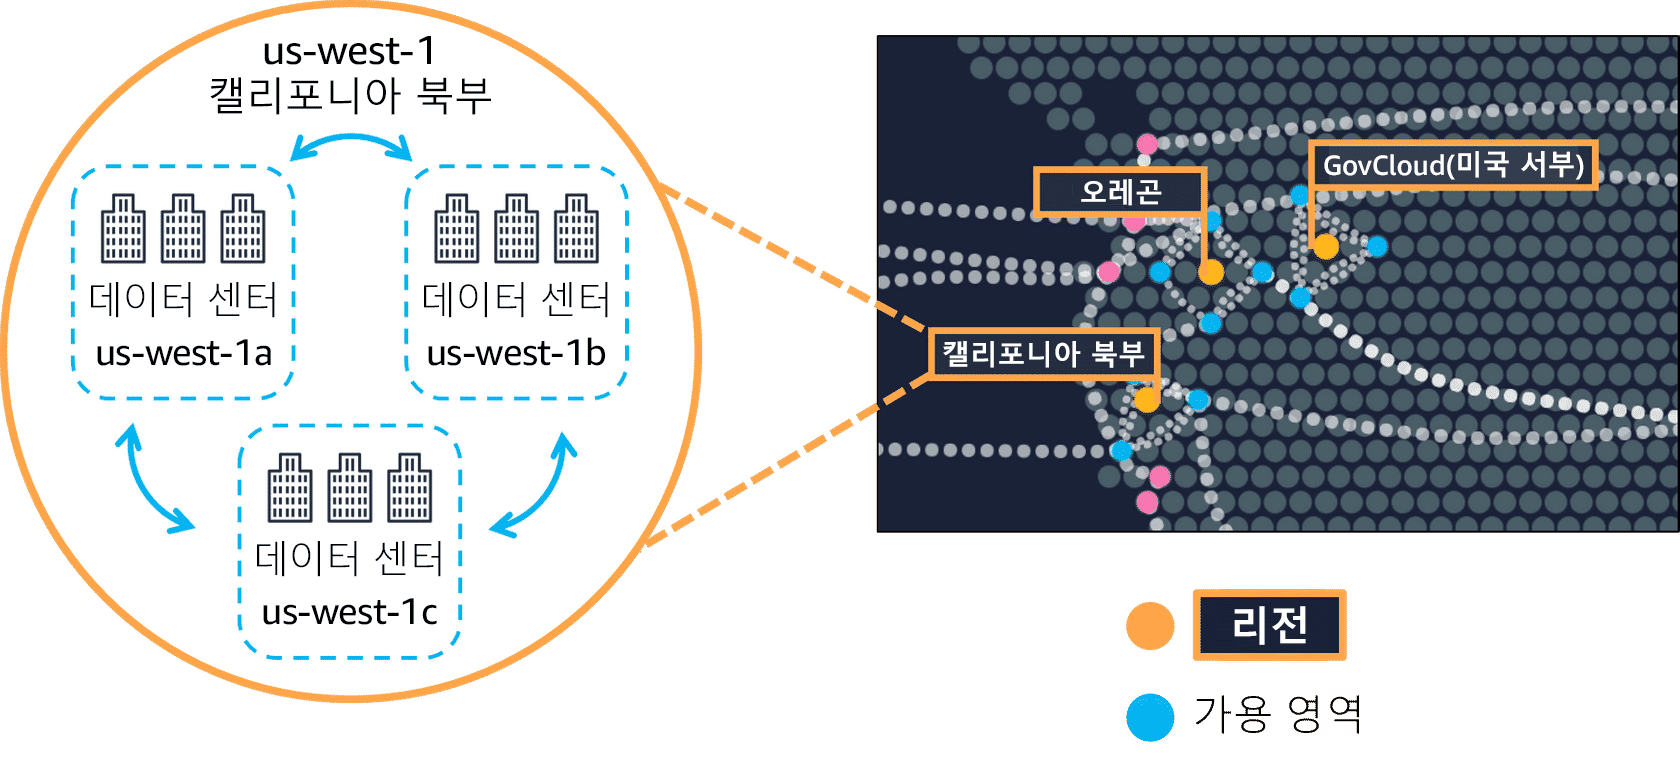 us-west-1
캘리포니아 북부
데이터 센터
us-west-1a
데이터 센터
us-west-1b
데이터 센터
us-west-1c
오레곤
GovCloud(미국 서부)
캘리포니아 북부
리전
가용 영역